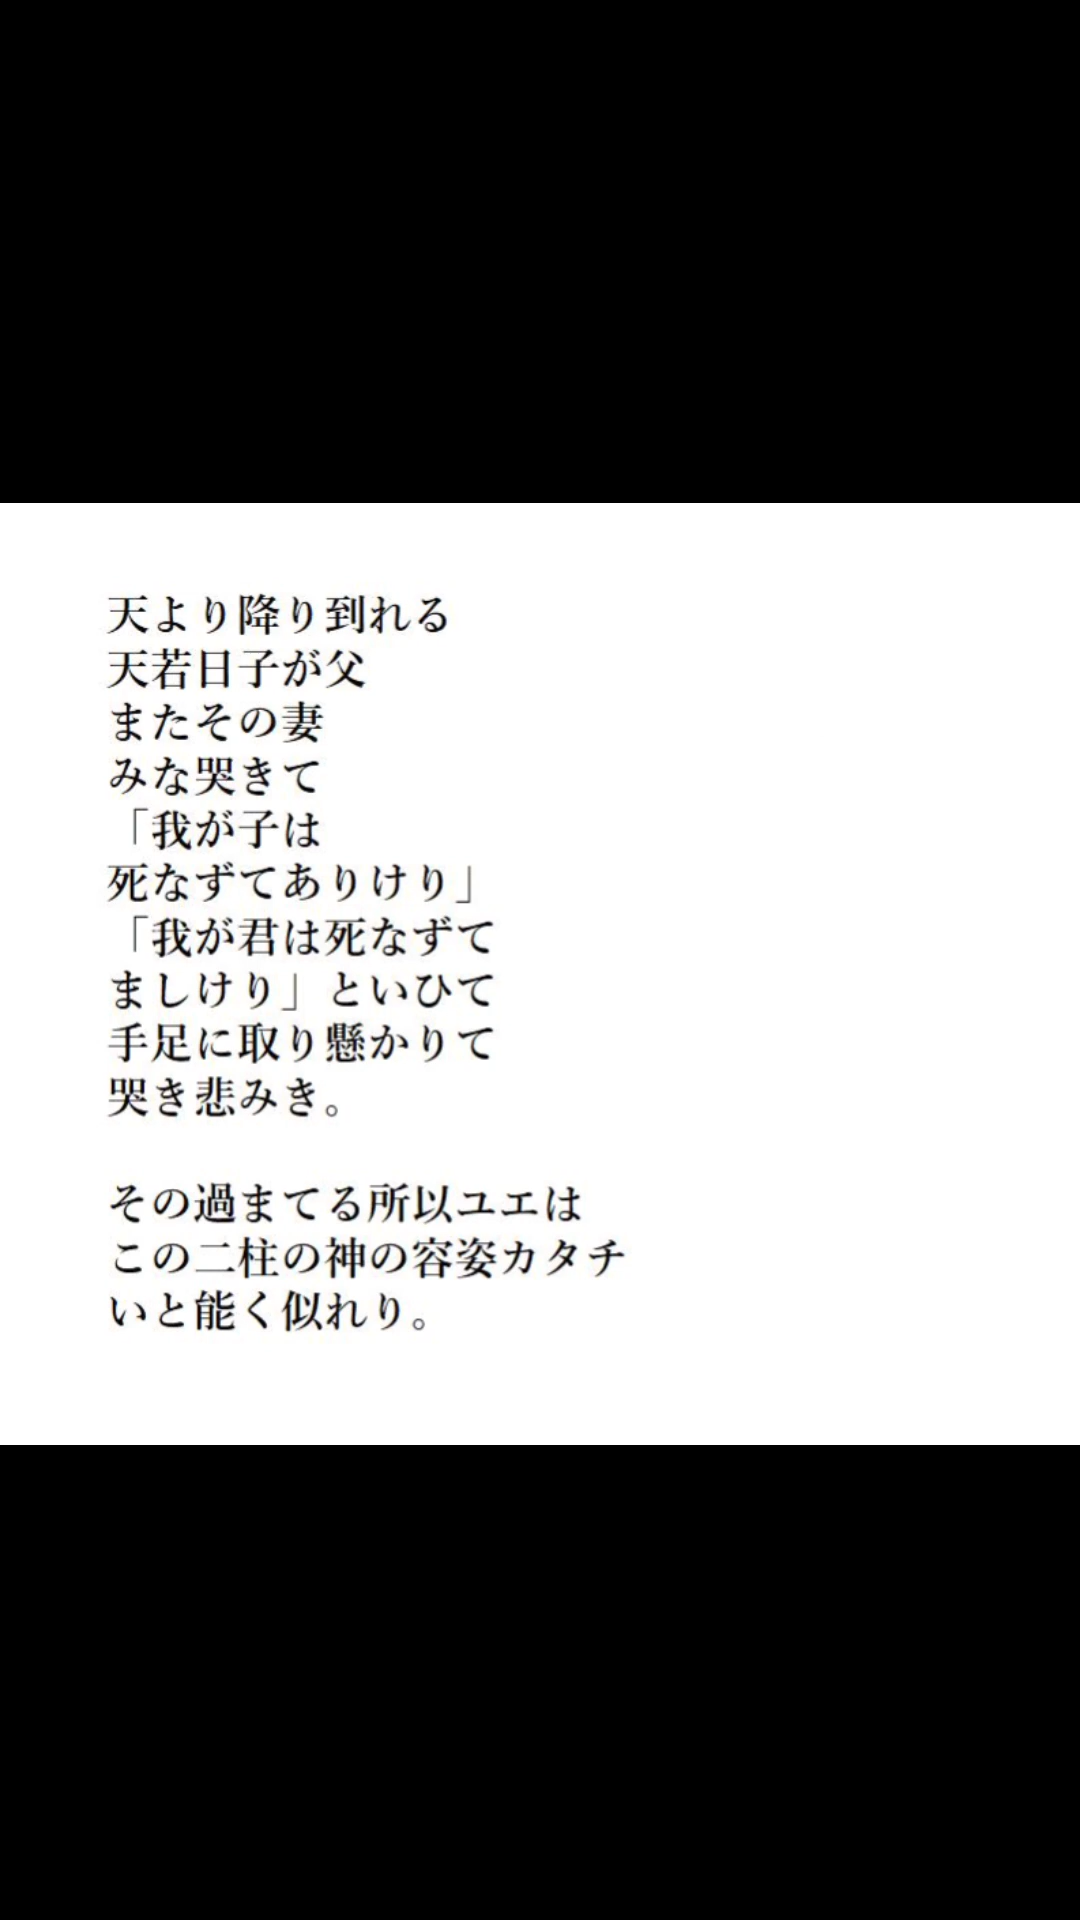 天より降り到れる
天若日子が父
またその妻
みな哭きて
「我が子は
死なずてありけり」
「我が君は死なずて
ましけり」といひて
手足に取り懸かりて
哭き悲みき。
その過まてる所以ユエは
この二柱の神の容姿カタチ
いと能く似れり。